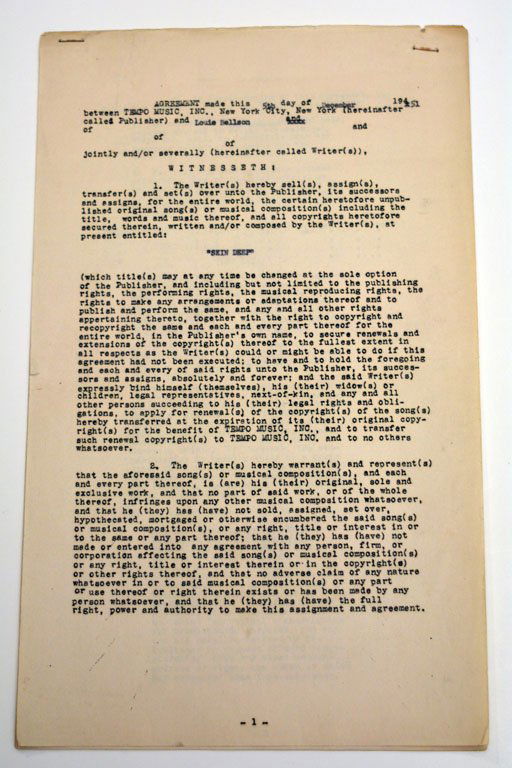 AGREEMENT made this 5th day of December 194 51
between TEMPO MUSIC, INC., New York City, New York (hereinafter
called Publisher) and Louie Bellson and
of and
of
of
jointly and/or severally (hereinafter called Writer(s)),
WITNESSETH:
1. The Writer(s) hereby sell(s), assign(s),
transfer(s) and set(s) over unto the Publisher, its successors
and assigns, for the entire world, the certain heretofore unpub-
lished original song(s) or musical composition(s) including the
title, words and music thereof, and all copyrights heretofore
secured therein, written and/or composed by the Writer(s), at
present entitled:
"SKIN DEEP"
(which title(s) may at any time be changed at the sole option
of the Publisher, and including but not limited to the publishing
rights, the performing rights, the musical reproducing rights, the
rights to make any arrangements or adaptations thereof and to
publish and perform the same, and any and all other rights
appertaining thereto, together with the right to copyright and
recopyright the same and each and every part thereof for the
entire world, in the Publisher's own name, to secure renewals and
extensions of the copyright(s) thereof to the fullest extent in
all respects as the Writer(s) could or might be able to do if this
agreement had not been executed; to have and to hold the foregoing
and each and every of said rights unto the Publisher, its succes-
sors and assigns, absolutely and forever; and the said Writer(s)
expressly bind himself (themselves), his (their) widow(s) or
children, legal representatives, next-of-kin, and any and all
other persons succeeding to his (their) legal rights and obli-
gations, to apply for renewal(s) of the copyright(s) of the song(s)
hereby transferred at the expiration of its (their) original copy-
right(s) for the benefit of TEMPO MUSIC, INC., and to transfer
such renewal copyright(s) to TEMPO MUSIC, INC. and to no others
whatsoever.
2. The Writer(s) hereby warrant(s) and represent(s)
that the aforesaid song(s) or musical composition(s), and each
and every part thereof, is (are) his (their) original, sole and
exclusive work, and that no part of said work, or of the whole
thereof, infringes upon any other musical composition whatsoever,
and that he (they) has (have) not sold, assigned, set over,
hypothecated, mortgaged or otherwise encumbered the said song(s)
or musical composition(s), or any right, title or interest in or
to the same or any part thereof; that he (they) has (have) not
made or entered into any agreement with any person, firm, or
corporation affecting the said song(s) or musical composition(s)
or any right, title or interest therein or in the copyright(s)
or other rights thereof, and that no adverse claim of any nature
whatsoever in or to said musical composition(s) or any part
or use thereof or right therein exists or has been made by any
person whatsoever, and that he (they) has (have) the full
right, power and authority to make this assignment and agreement.
- 1 -